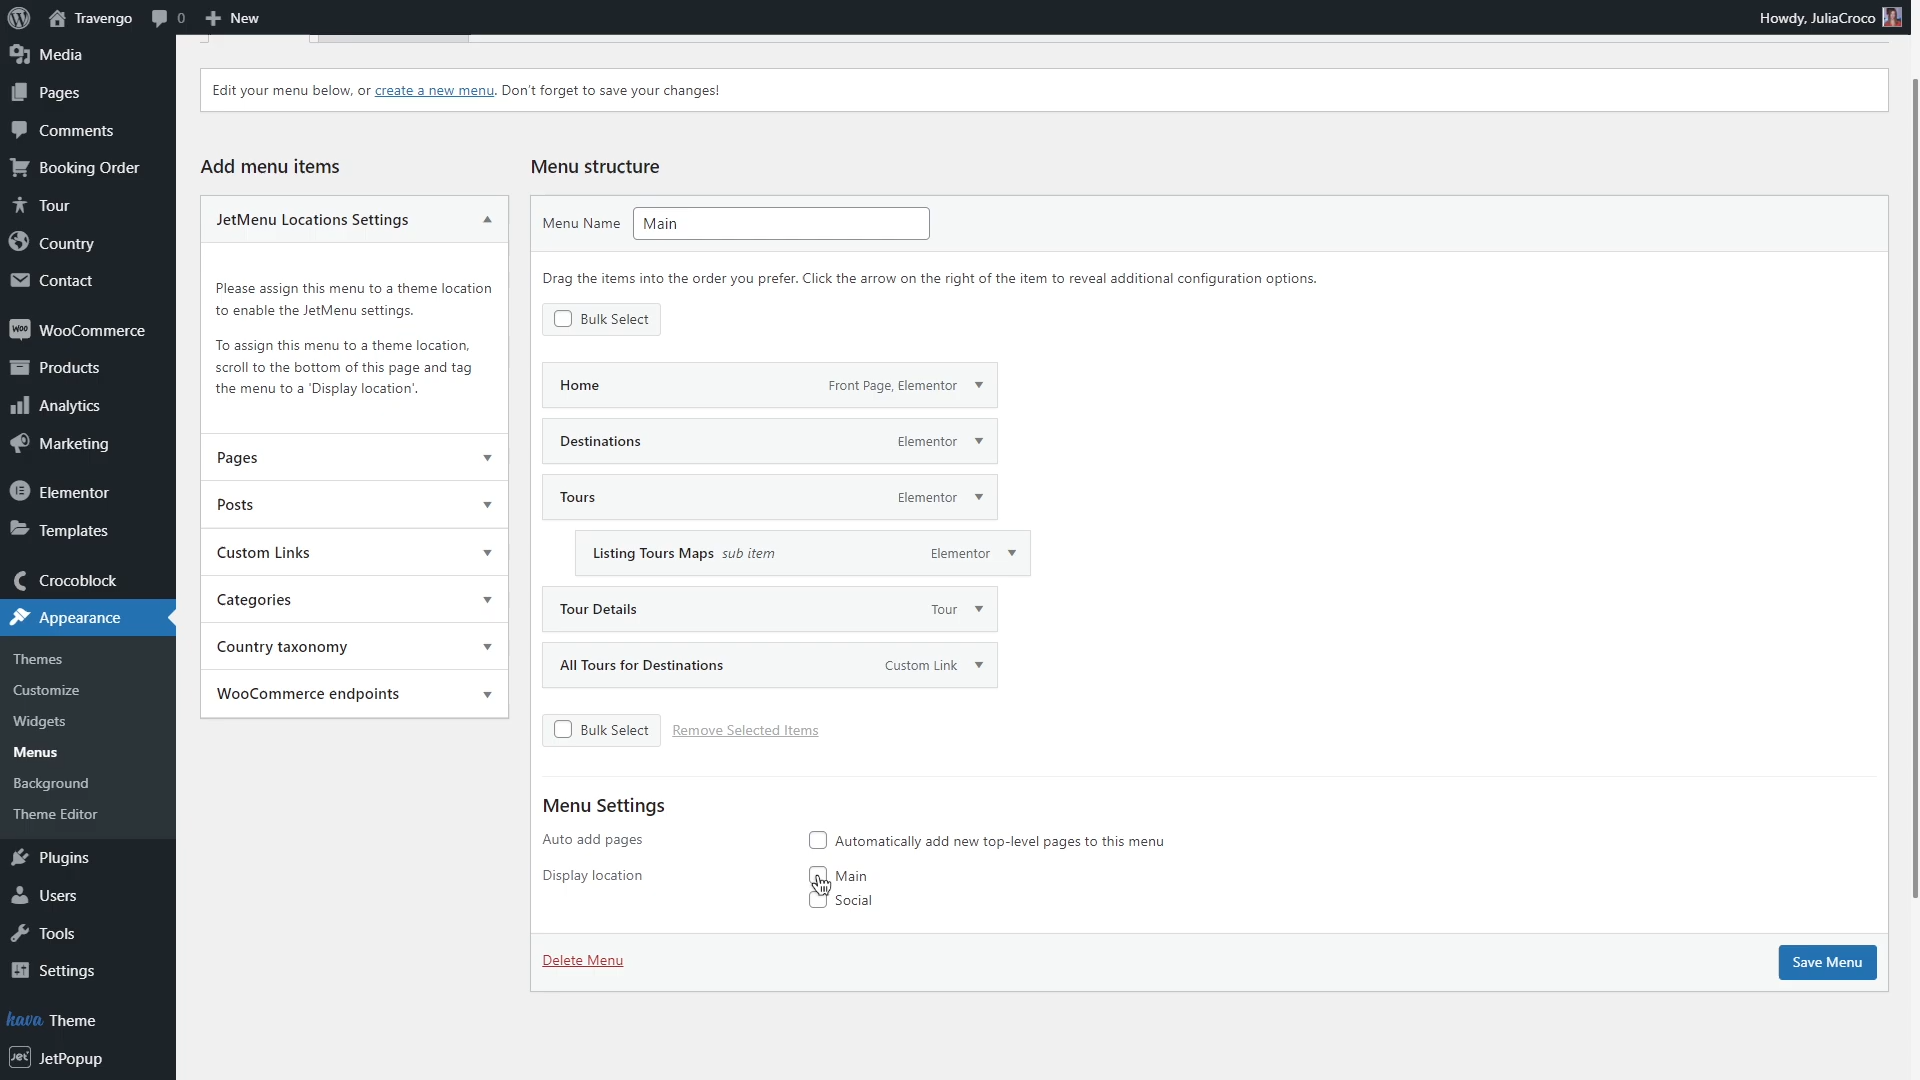 Travengo
0
New
Howdy, JuliaCroco
Media
Pages
Comments
Booking Order
Tour
Country
Contact
WooCommerce
Products
Analytics
Marketing
Elementor
Templates
Crocoblock
Appearance
Themes
Customize
Widgets
Menus
Background
Theme Editor
Plugins
Users
Tools
Settings
hava Theme
JetPopup
Edit your menu below, or create a new menu. Don't forget to save your changes!
Add menu items
JetMenu Locations Settings
Please assign this menu to a theme location
to enable the JetMenu settings.
To assign this menu to a theme location,
scroll to the bottom of this page and tag
the menu to a 'Display location'.
Pages
Posts
Custom Links
Categories
Country taxonomy
WooCommerce endpoints
Menu structure
Menu Name Main
Drag the items into the order you prefer. Click the arrow on the right of the item to reveal additional configuration options.
Bulk Select
Home Front Page, Elementor
Destinations Elementor
Tours Elementor
Listing Tours Maps sub item Elementor
Tour Details Tour
All Tours for Destinations Custom Link
Bulk Select Remove Selected Items
Menu Settings
Auto add pages Automatically add new top-level pages to this menu
Display location Main
Social
Delete Menu Save Menu